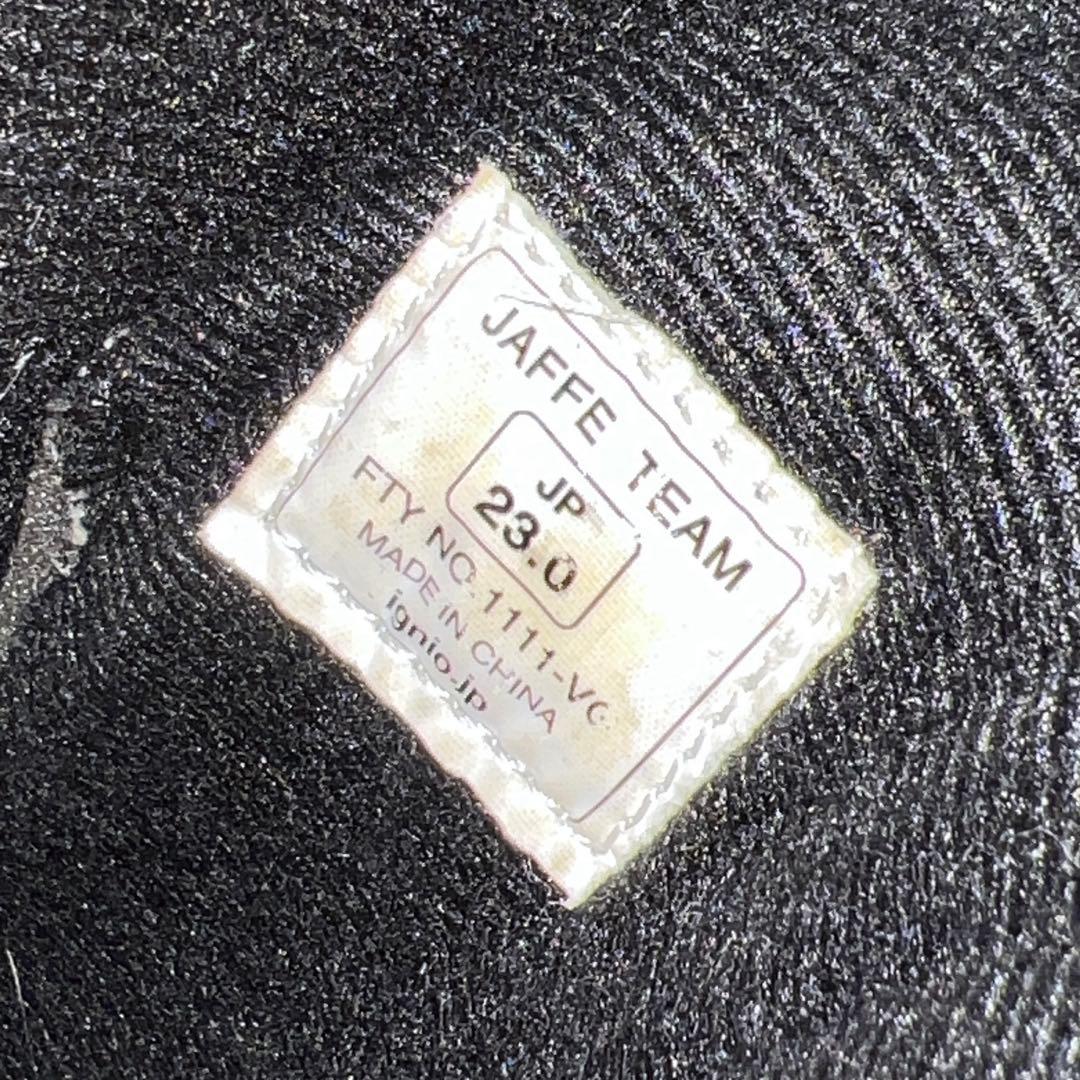 JAFFE TEAM
JP
23.0
FTY NO.1111-VC
MADE IN CHINA
ignio.jp